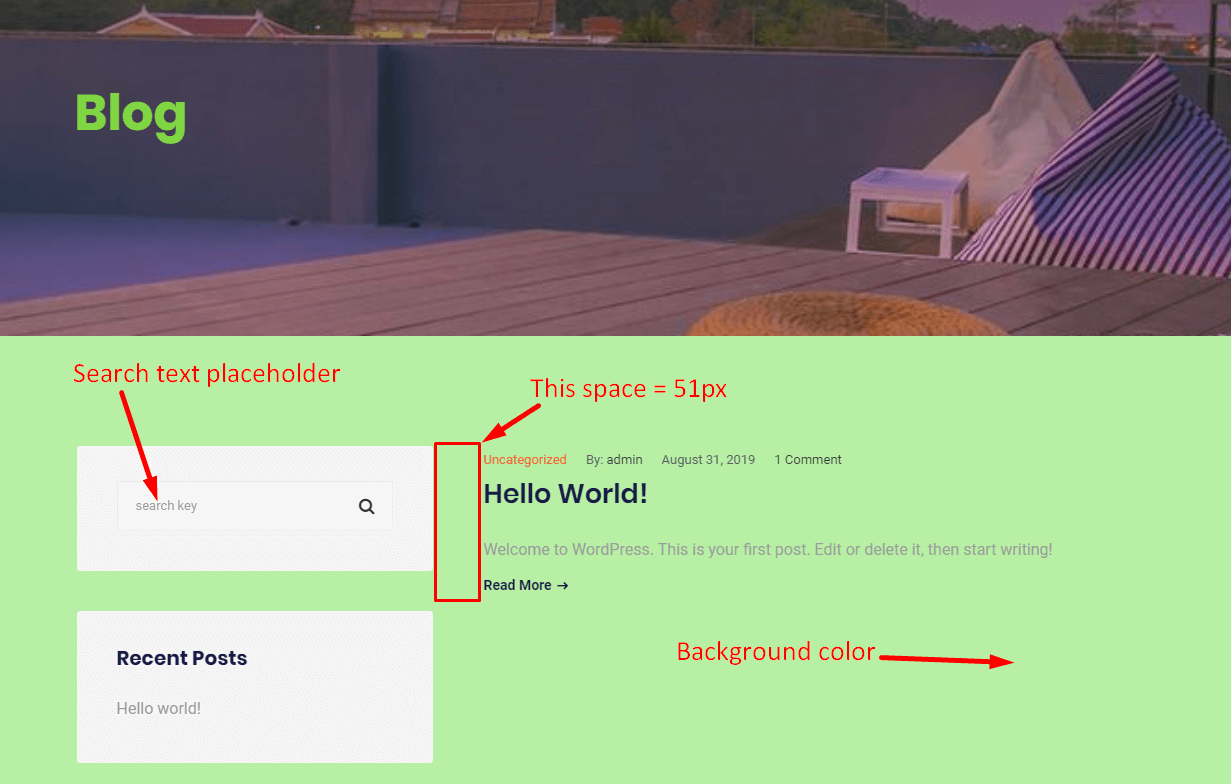 Blog
Search text placeholder
This space = 51px
Uncategorized By: admin August 31, 2019 1 Comment
Hello World!
search key
Welcome to WordPress. This is your first post. Edit or delete it, then start writing!
Read More →
Recent Posts
Background color
Hello world!